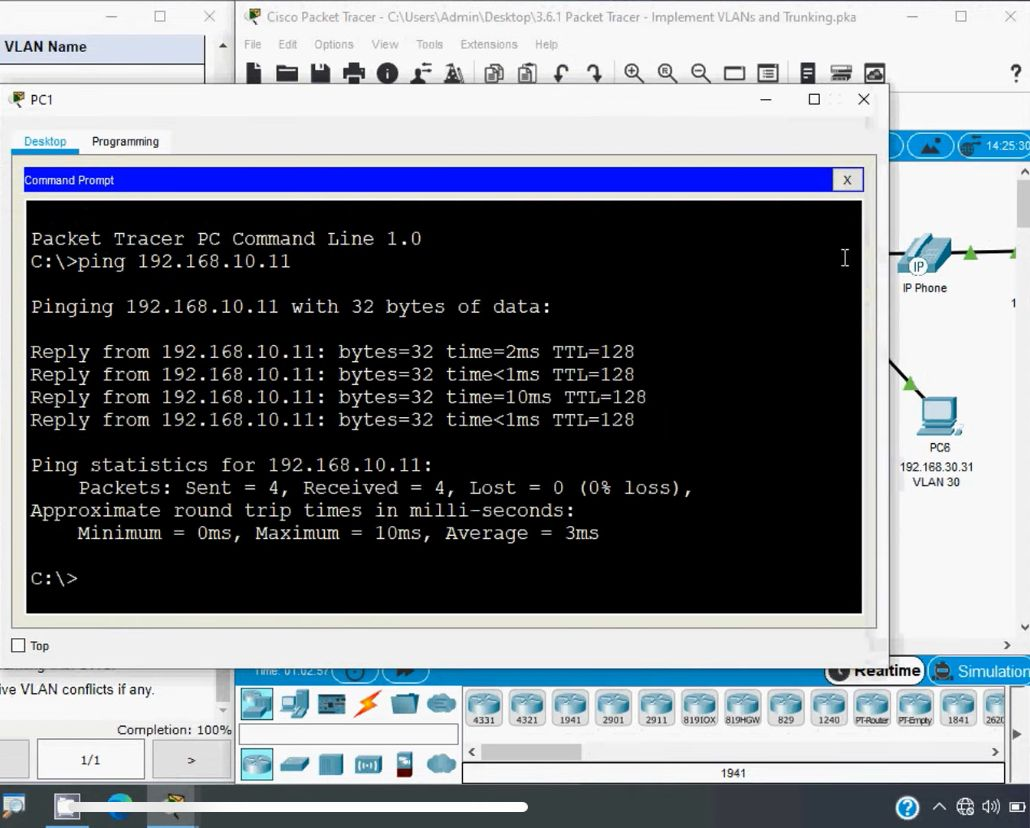 VLAN Name
Cisco Packet Tracer - C:\Users\Admin\Desktop\3.6.1 Packet Tracer - Implement VLANs and Trunking.pka
File Edit Options View Tools Extensions Help
PC1
Desktop Programming
14:25:30
Command Prompt
X
Packet Tracer PC Command Line 1.0
C:\>ping 192.168.10.11
Pinging 192.168.10.11 with 32 bytes of data:
Reply from 192.168.10.11: bytes=32 time=2ms TTL=128
Reply from 192.168.10.11: bytes=32 time<1ms TTL=128
Reply from 192.168.10.11: bytes=32 time=10ms TTL=128
Reply from 192.168.10.11: bytes=32 time<1ms TTL=128
Ping statistics for 192.168.10.11:
Packets: Sent = 4, Received = 4, Lost = 0 (0% loss),
Approximate round trip times in milli-seconds:
Minimum = 0ms, Maximum = 10ms, Average = 3ms
C:\>
IP
IP Phone
1
PC6
192.168.30.31
VLAN 30
Top
Time: 01:02:57
Realtime
Simulation
ive VLAN conflicts if any.
Completion: 100%
1/1
>
4331 4321 1941 2901 2911 819IOX 819HGW 829 1240 PT-Router PT-Empty 1841 2620
1941